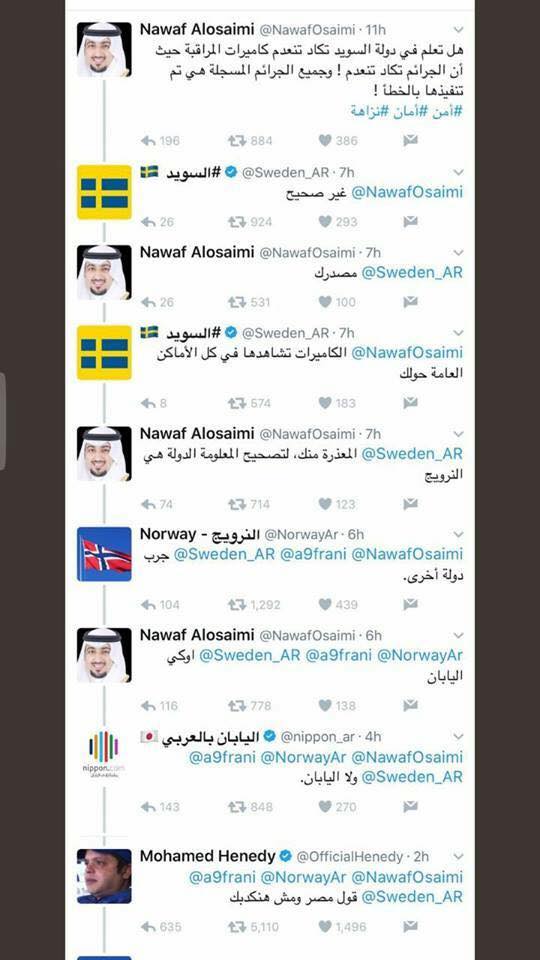 Nawaf Alosaimi @NawafOsaimi · 11h
هل تعلم في دولة السويد تكاد تنعدم كاميرات المراقبة حيث
أن الجرائم تكاد تنعدم ! وجميع الجرائم المسجلة هي تم
تنفيذها بالخطأ !
#أمن #أمان #نزاهة
196 884 386
#السويد @Sweden_AR · 7h
@NawafOsaimi غير صحيح
26 924 293
Nawaf Alosaimi @NawafOsaimi · 7h
@Sweden_AR مصدرك
26 531 100
#السويد @Sweden_AR · 7h
@NawafOsaimi الكاميرات تشاهدها في كل الأماكن
العامة حولك
8 574 183
Nawaf Alosaimi @NawafOsaimi · 7h
@Sweden_AR المعذرة منك، لتصحيح المعلومة الدولة هي
النرويج
74 714 123
Norway - النرويج @NorwayAr · 6h
@Sweden_AR @a9frani @NawafOsaimi جرب
دولة أخرى.
104 1,292 439
Nawaf Alosaimi @NawafOsaimi · 6h
@Sweden_AR @a9frani @NorwayAr اوكي
اليابان
116 778 138
اليابان بالعربي @nippon_ar · 4h
nippon.com
@a9frani @NorwayAr @NawafOsaimi
@Sweden_AR ولا اليابان.
143 848 270
Mohamed Henedy @OfficialHenedy · 2h
@a9frani @NorwayAr @NawafOsaimi
@Sweden_AR قول مصر ومش هنكدبك
635 5,110 1,496